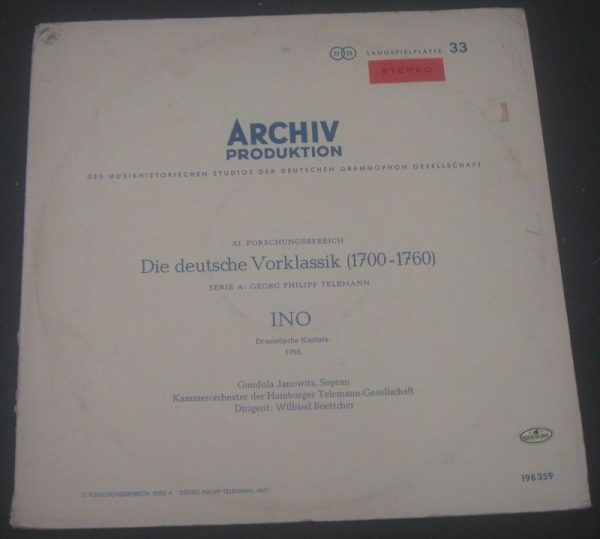 ST 33 LANGSPIELPLATTE 33
STEREO
ARCHIV
PRODUKTION
DES MUSIKHISTORISCHEN STUDIOS DER DEUTSCHEN GRAMMOPHON GESELLSCHAFT
XI. FORSCHUNGSBEREICH
Die deutsche Vorklassik (1700-1760)
SERIE A: GEORG PHILIPP TELEMANN
INO
Dramatische Kantate
1765
Gundula Janowitz, Sopran
Kammerorchester der Hamburger Telemann-Gesellschaft
Dirigent: Wilfried Boettcher
198 359
XI. FORSCHUNGSBEREICH, SERIE A · GEORG PHILIPP TELEMANN: INO